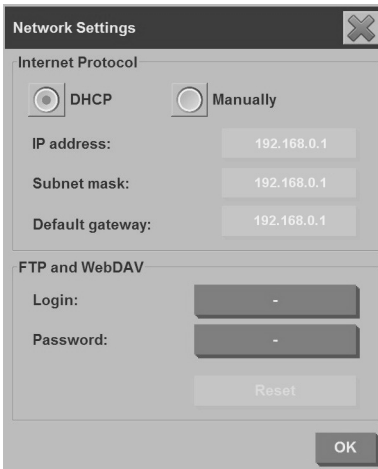 Network Settings
Internet Protocol
DHCP Manually
IP address: 192.168.0.1
Subnet mask: 192.168.0.1
Default gateway: 192.168.0.1
FTP and WebDAV
Login: -
Password: -
Reset
OK